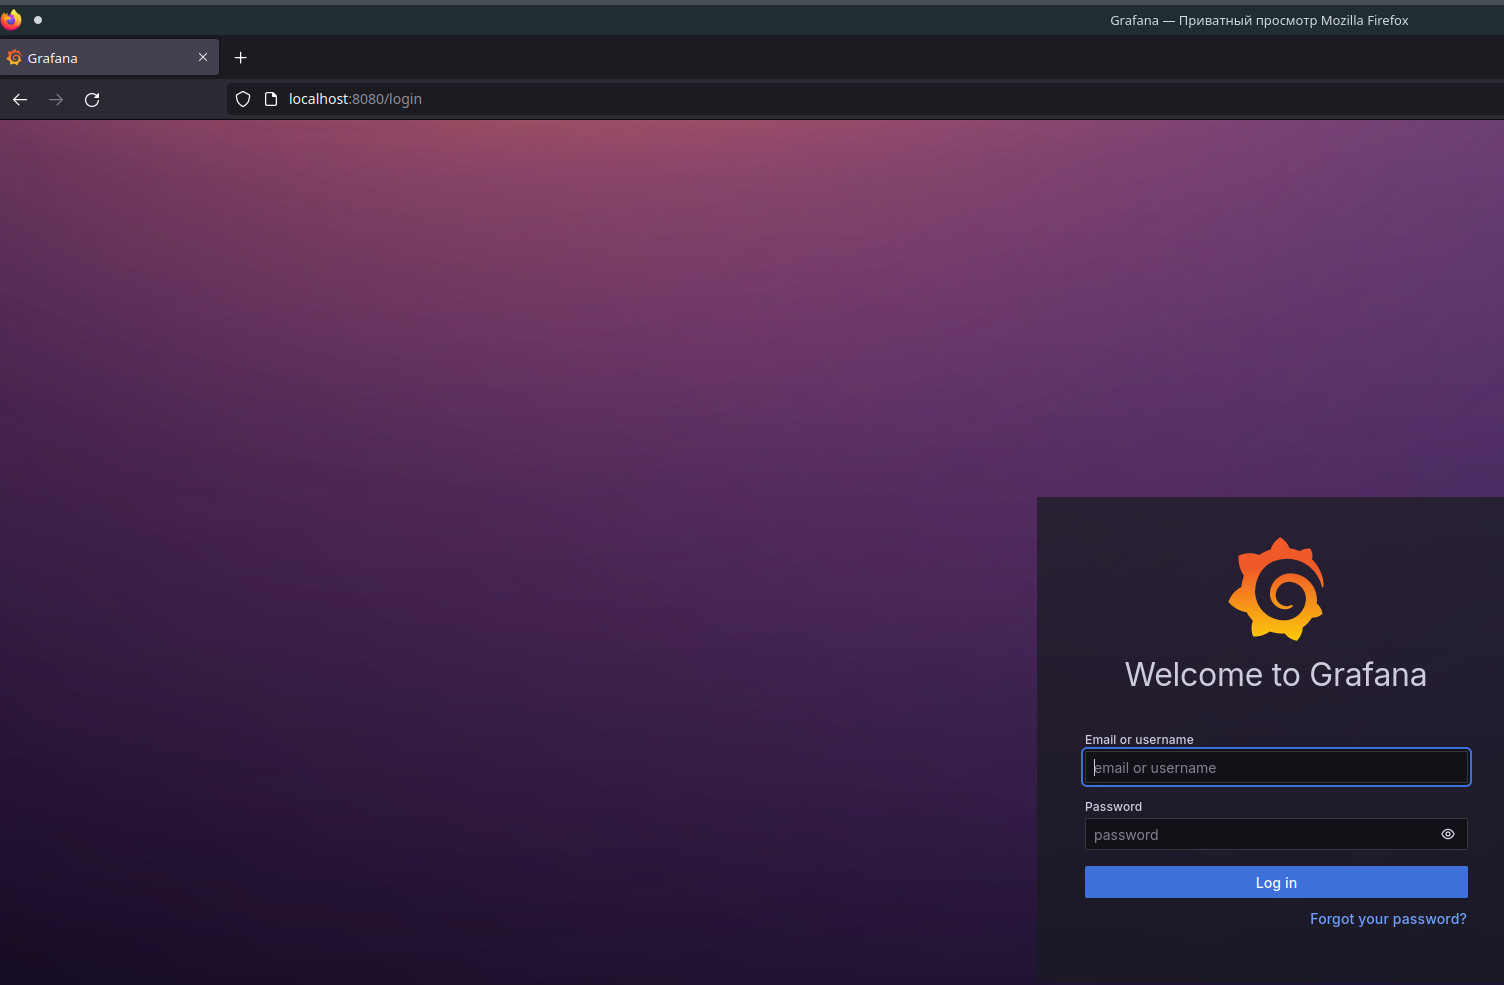 Grafana — Приватный просмотр Mozilla Firefox
Grafana
localhost:8080/login
Welcome to Grafana
Email or username
email or username
Password
password
Log in
Forgot your password?